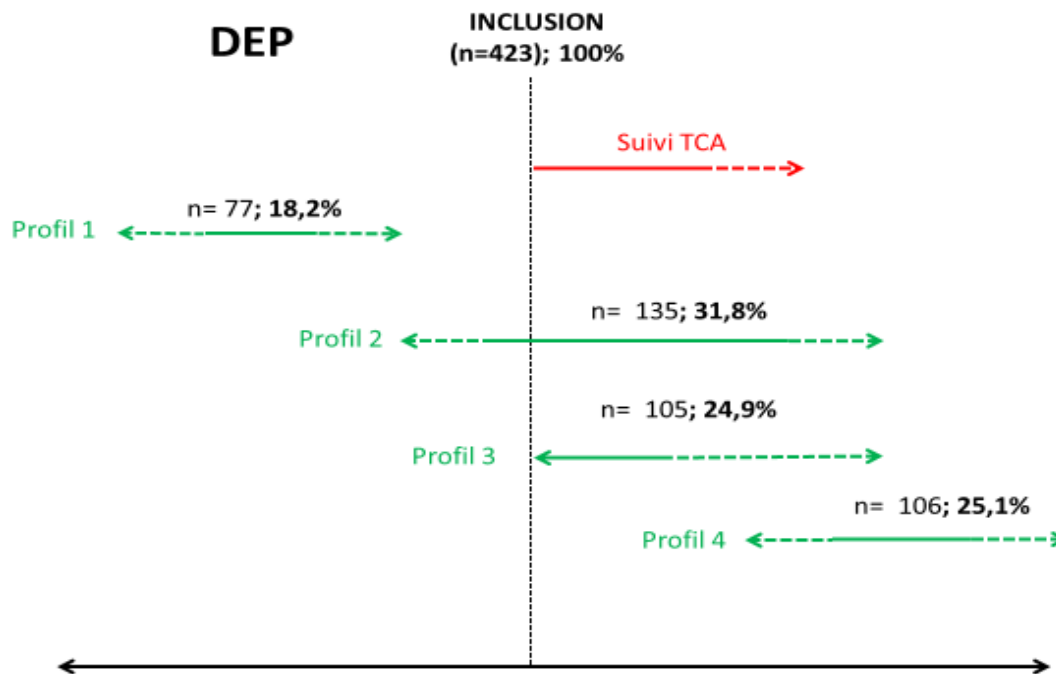 DEP
INCLUSION
(n=423); 100%
Suivi TCA
n= 77; 18,2%
Profil 1
n= 135; 31,8%
Profil 2
n= 105; 24,9%
Profil 3
n= 106; 25,1%
Profil 4